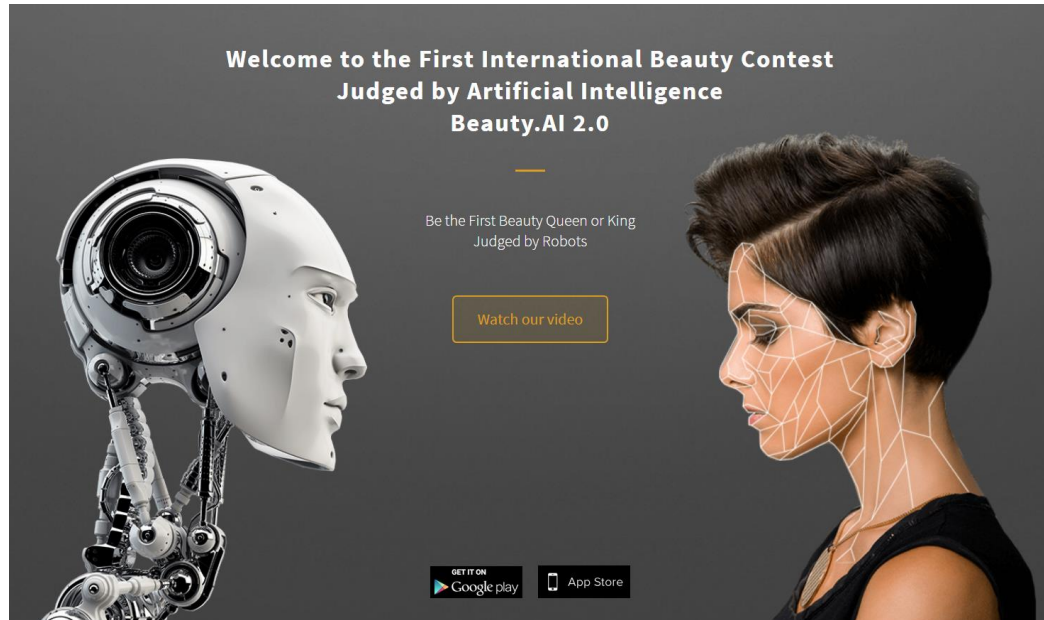 Welcome to the First International Beauty Contest
Judged by Artificial Intelligence
Beauty.AI 2.0
Be the First Beauty Queen or King
Judged by Robots
Watch our video
GET IT ON
Google play
App Store